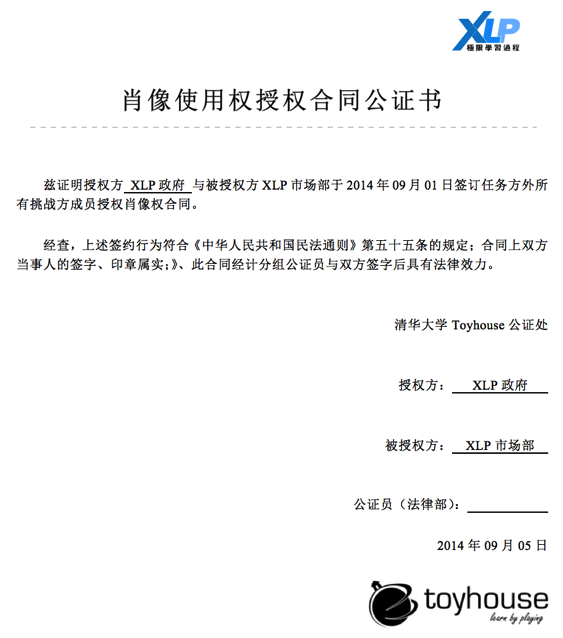 XLP
極限學習過程
肖像使用权授权合同公证书
兹证明授权方 XLP 政府 与被授权方 XLP 市场部于 2014 年 09 月 01 日签订任务方外所
有挑战方成员授权肖像权合同。
经查，上述签约行为符合《中华人民共和国民法通则》第五十五条的规定；合同上双方
当事人的签字、印章属实；》、此合同经计分组公证员与双方签字后具有法律效力。
清华大学 Toyhouse 公证处
授权方： XLP 政府
被授权方： XLP 市场部
公证员（法律部）：
2014 年 09 月 05 日
toyhouse
learn by playing